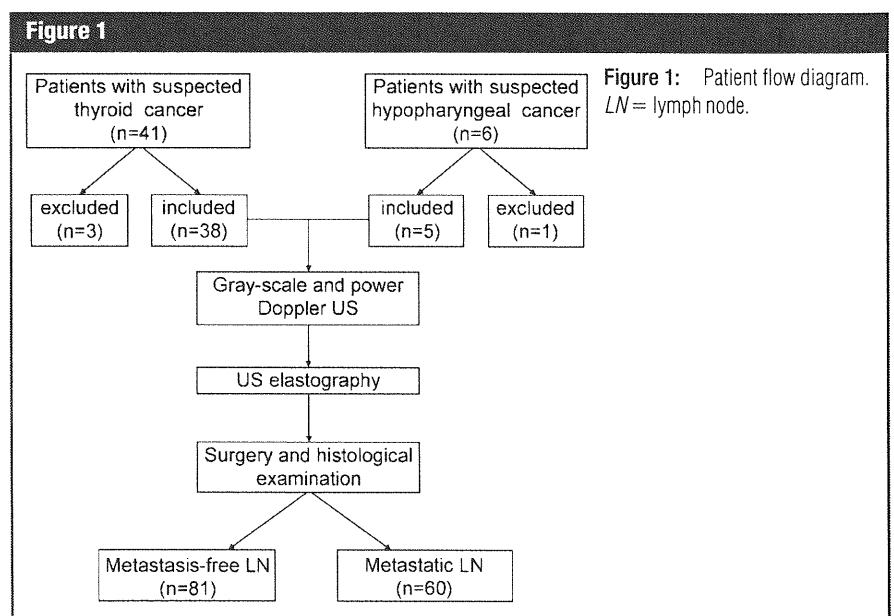 Figure 1
Patients with suspected
thyroid cancer
(n=41)
Patients with suspected
hypopharyngeal cancer
(n=6)
Figure 1: Patient flow diagram.
LN = lymph node.
excluded
(n=3)
included
(n=38)
included
(n=5)
excluded
(n=1)
Gray-scale and power
Doppler US
US elastography
Surgery and histological
examination
Metastasis-free LN
(n=81)
Metastatic LN
(n=60)